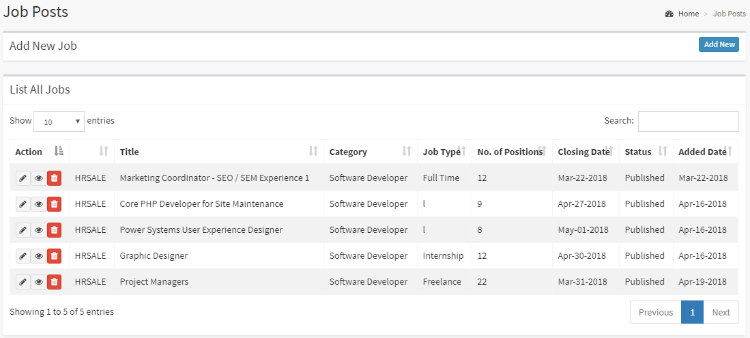 Job Posts
Home > Job Posts
Add New Job
Add New
List All Jobs
Show 10 entries
Search:
Action Title Category Job Type No. of Positions Closing Date Status Added Date
HRSALE Marketing Coordinator - SEO / SEM Experience 1 Software Developer Full Time 12 Mar-22-2018 Published Mar-22-2018
HRSALE Core PHP Developer for Site Maintenance Software Developer l 9 Apr-27-2018 Published Apr-16-2018
HRSALE Power Systems User Experience Designer Software Developer l 8 May-01-2018 Published Apr-16-2018
HRSALE Graphic Designer Software Developer Internship 12 Apr-30-2018 Published Apr-16-2018
HRSALE Project Managers Software Developer Freelance 22 Mar-31-2018 Published Apr-19-2018
Showing 1 to 5 of 5 entries
Previous 1 Next